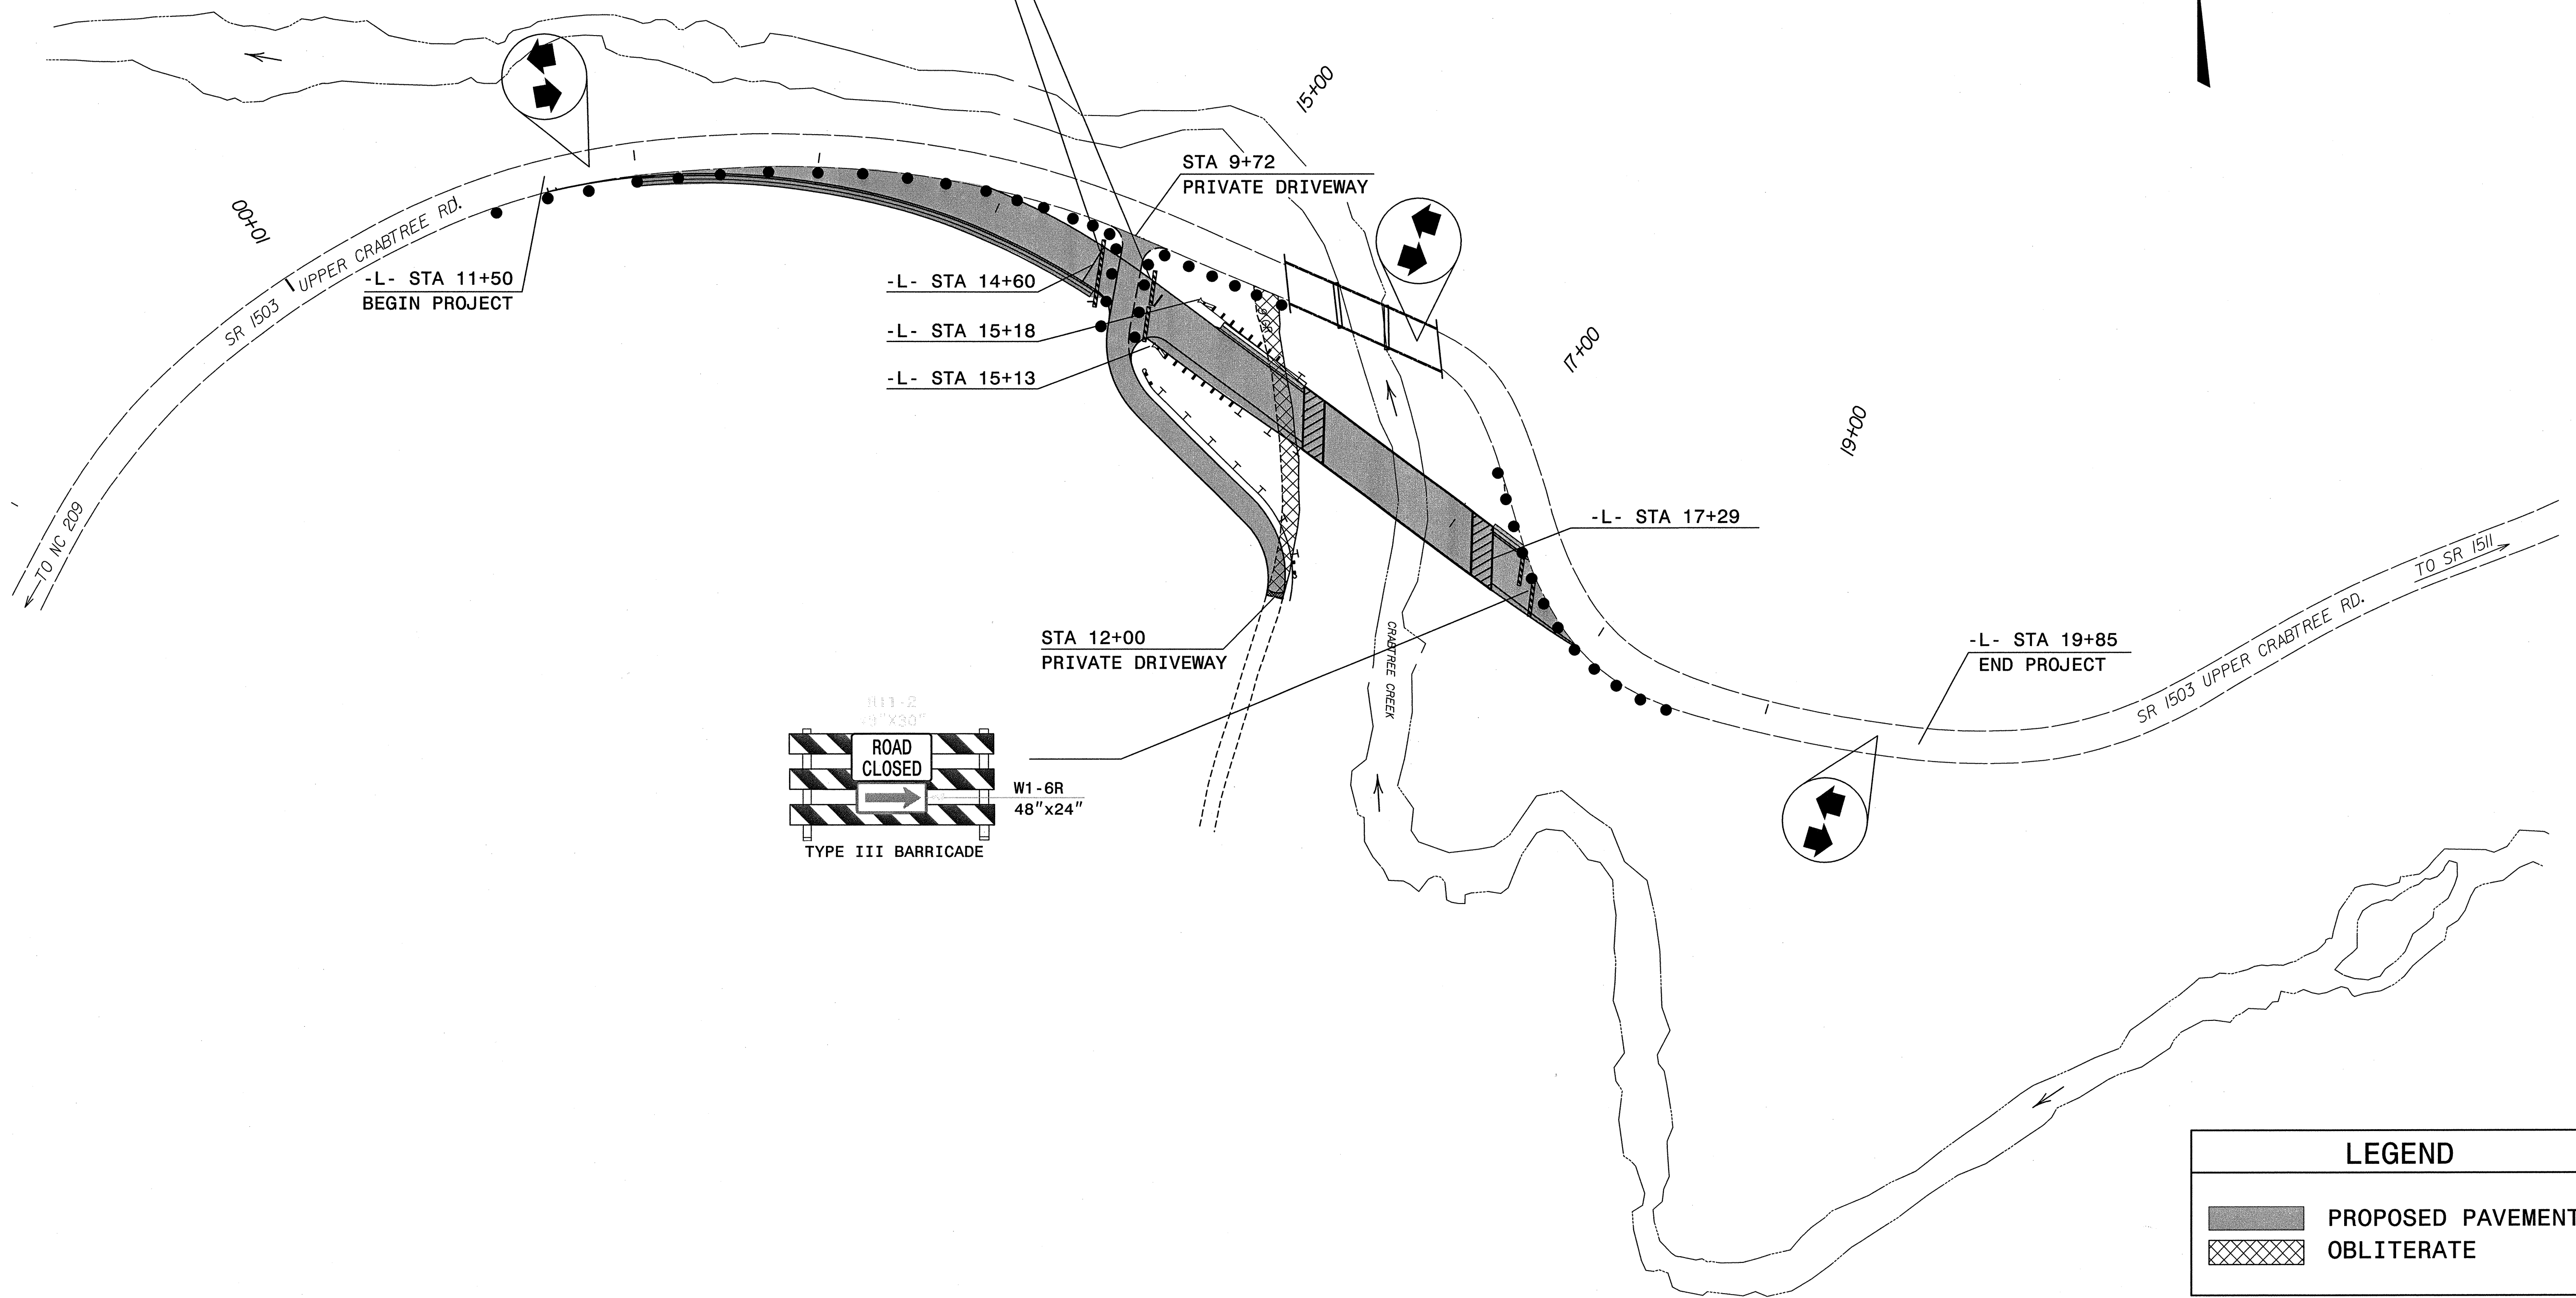 15+00
STA 9+72
PRIVATE DRIVEWAY
10+00
SR 1503 UPPER CRABTREE RD.
-L- STA 11+50
BEGIN PROJECT
-L- STA 14+60
-L- STA 15+18
-L- STA 15+13
17+00
19+00
TO NC 209
-L- STA 17+29
TO SR 1511
SR 1503 UPPER CRABTREE RD.
STA 12+00
PRIVATE DRIVEWAY
CRABTREE CREEK
-L- STA 19+85
END PROJECT
ROAD
CLOSED
W1-6R
48"x24"
TYPE III BARRICADE
LEGEND
PROPOSED PAVEMENT
OBLITERATE